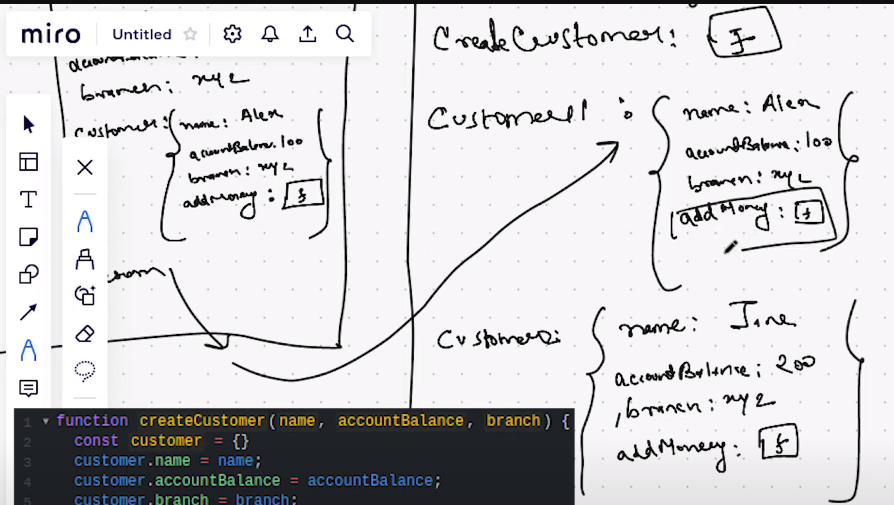 miro Untitled
branch: xyz
customer: { name: Alex
accountBalance: 100
branch: xyz
addMoney: f }
return
createCustomer: f
customer1 : { name: Alex
accountBalance: 100
branch: xyz
addMoney: f }
customer2: { name: Jane
accountBalance: 200
, branch: xyz
addMoney: f }
1 function createCustomer(name, accountBalance, branch) {
2 const customer = {}
3 customer.name = name;
4 customer.accountBalance = accountBalance;
5 customer.branch = branch;